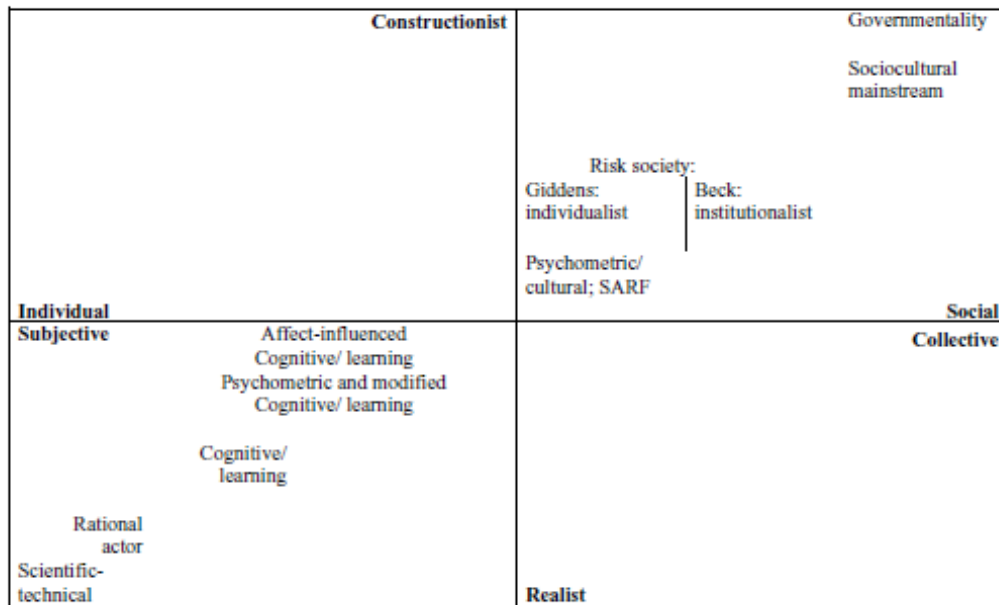 Constructionist
Governmentality
Sociocultural
mainstream
Risk society:
Giddens:
individualist
Beck:
institutionalist
Psychometric/
cultural; SARF
Individual
Social
Subjective
Collective
Affect-influenced
Cognitive/ learning
Psychometric and modified
Cognitive/ learning
Cognitive/
learning
Rational
actor
Scientific-
technical
Realist